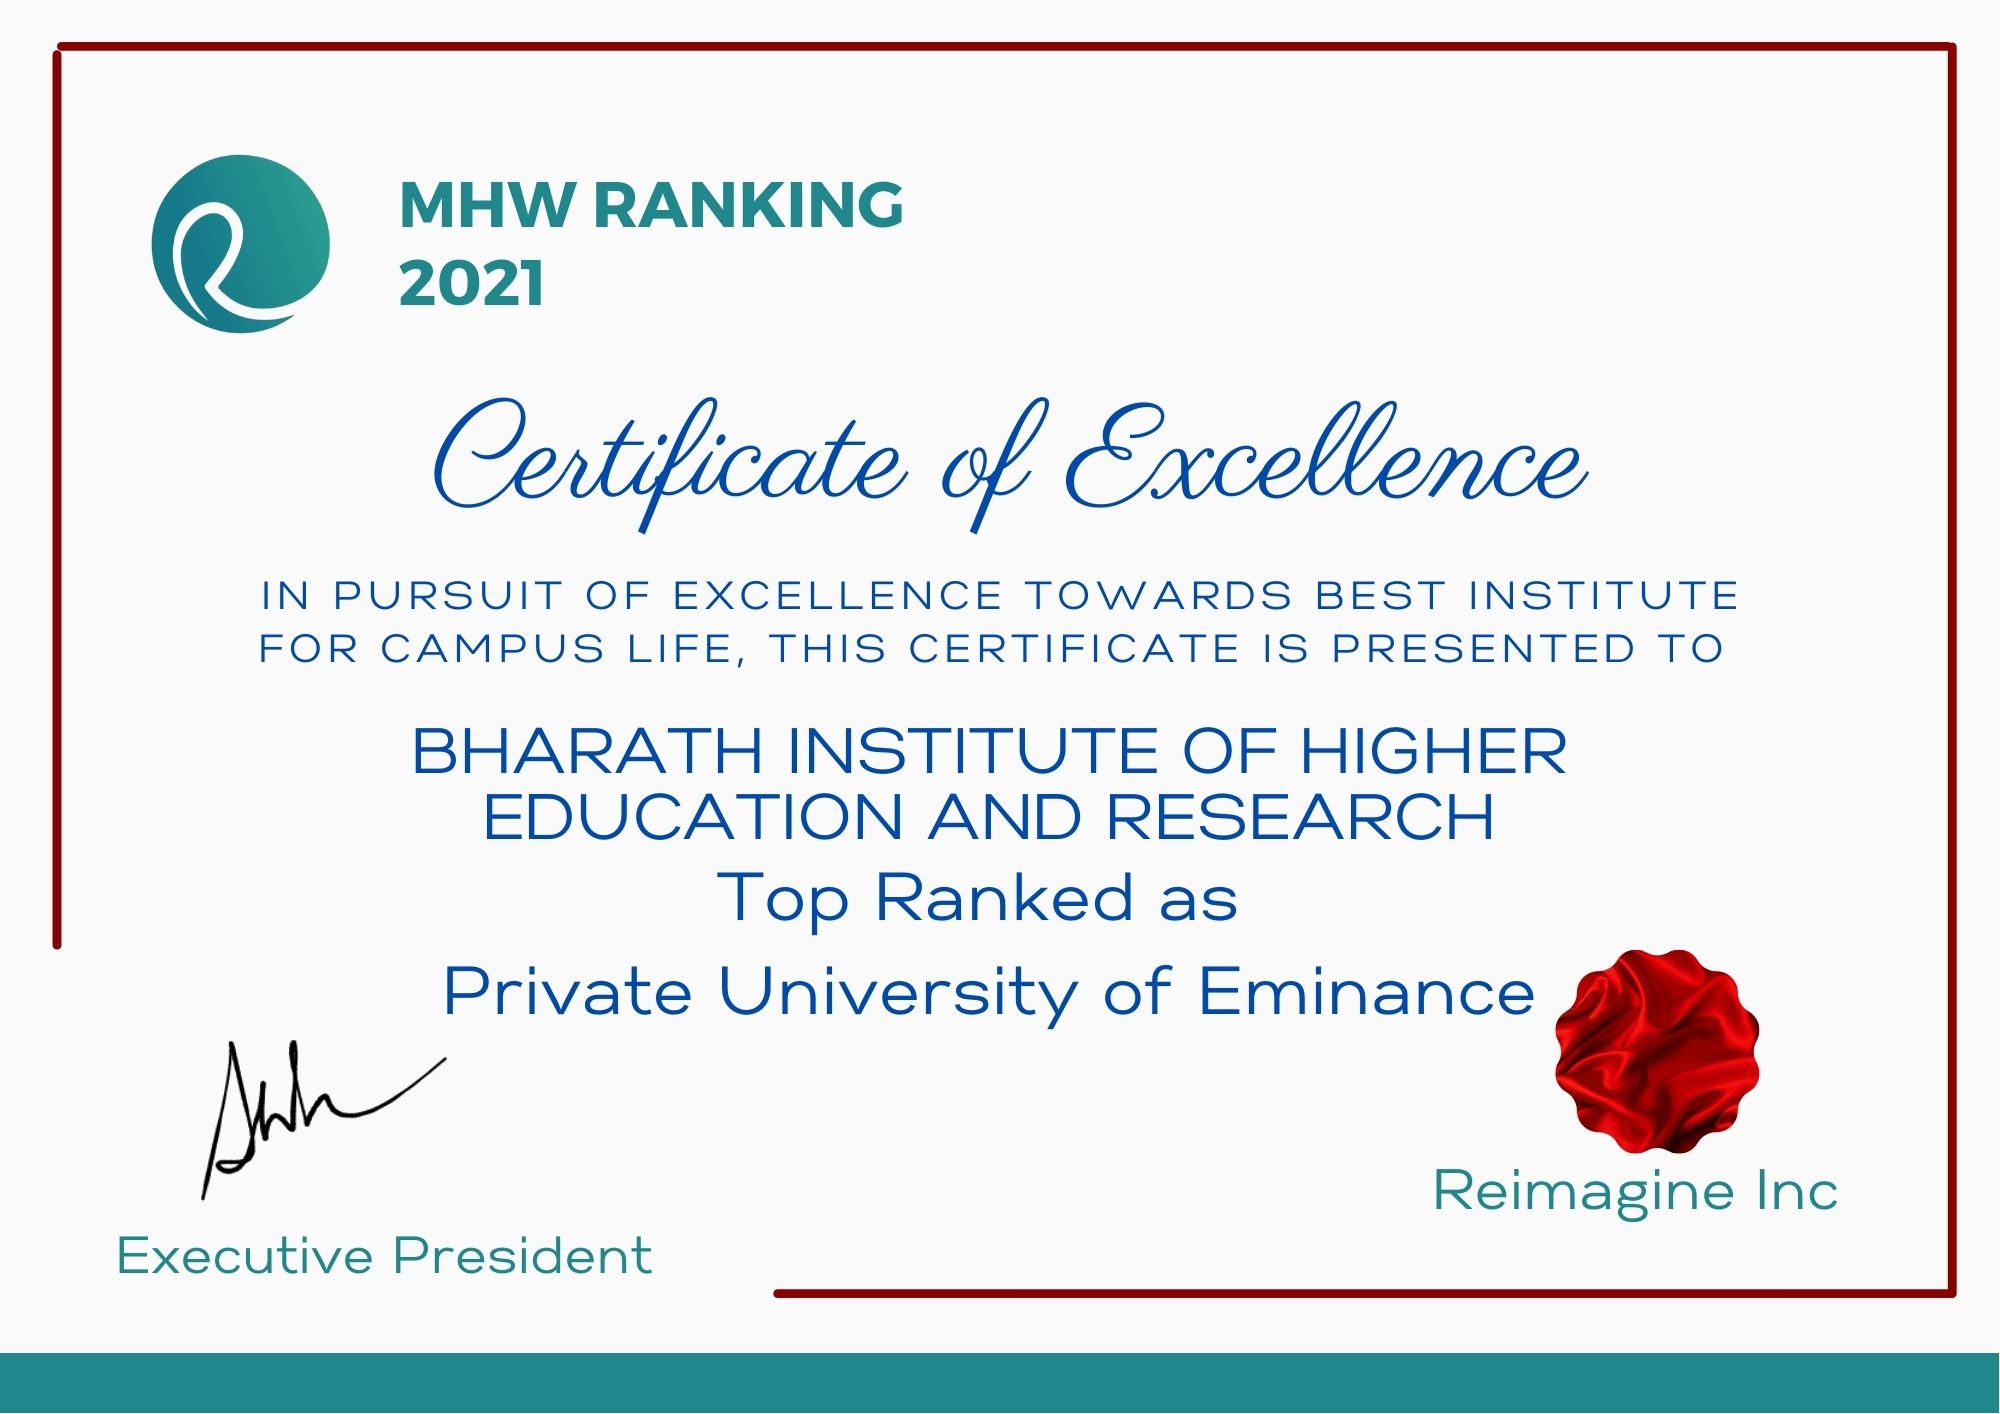 MHW RANKING
2021
Certificate of Excellence
IN PURSUIT OF EXCELLENCE TOWARDS BEST INSTITUTE
FOR CAMPUS LIFE, THIS CERTIFICATE IS PRESENTED TO
BHARATH INSTITUTE OF HIGHER
EDUCATION AND RESEARCH
Top Ranked as
Private University of Eminance
Reimagine Inc
Executive President